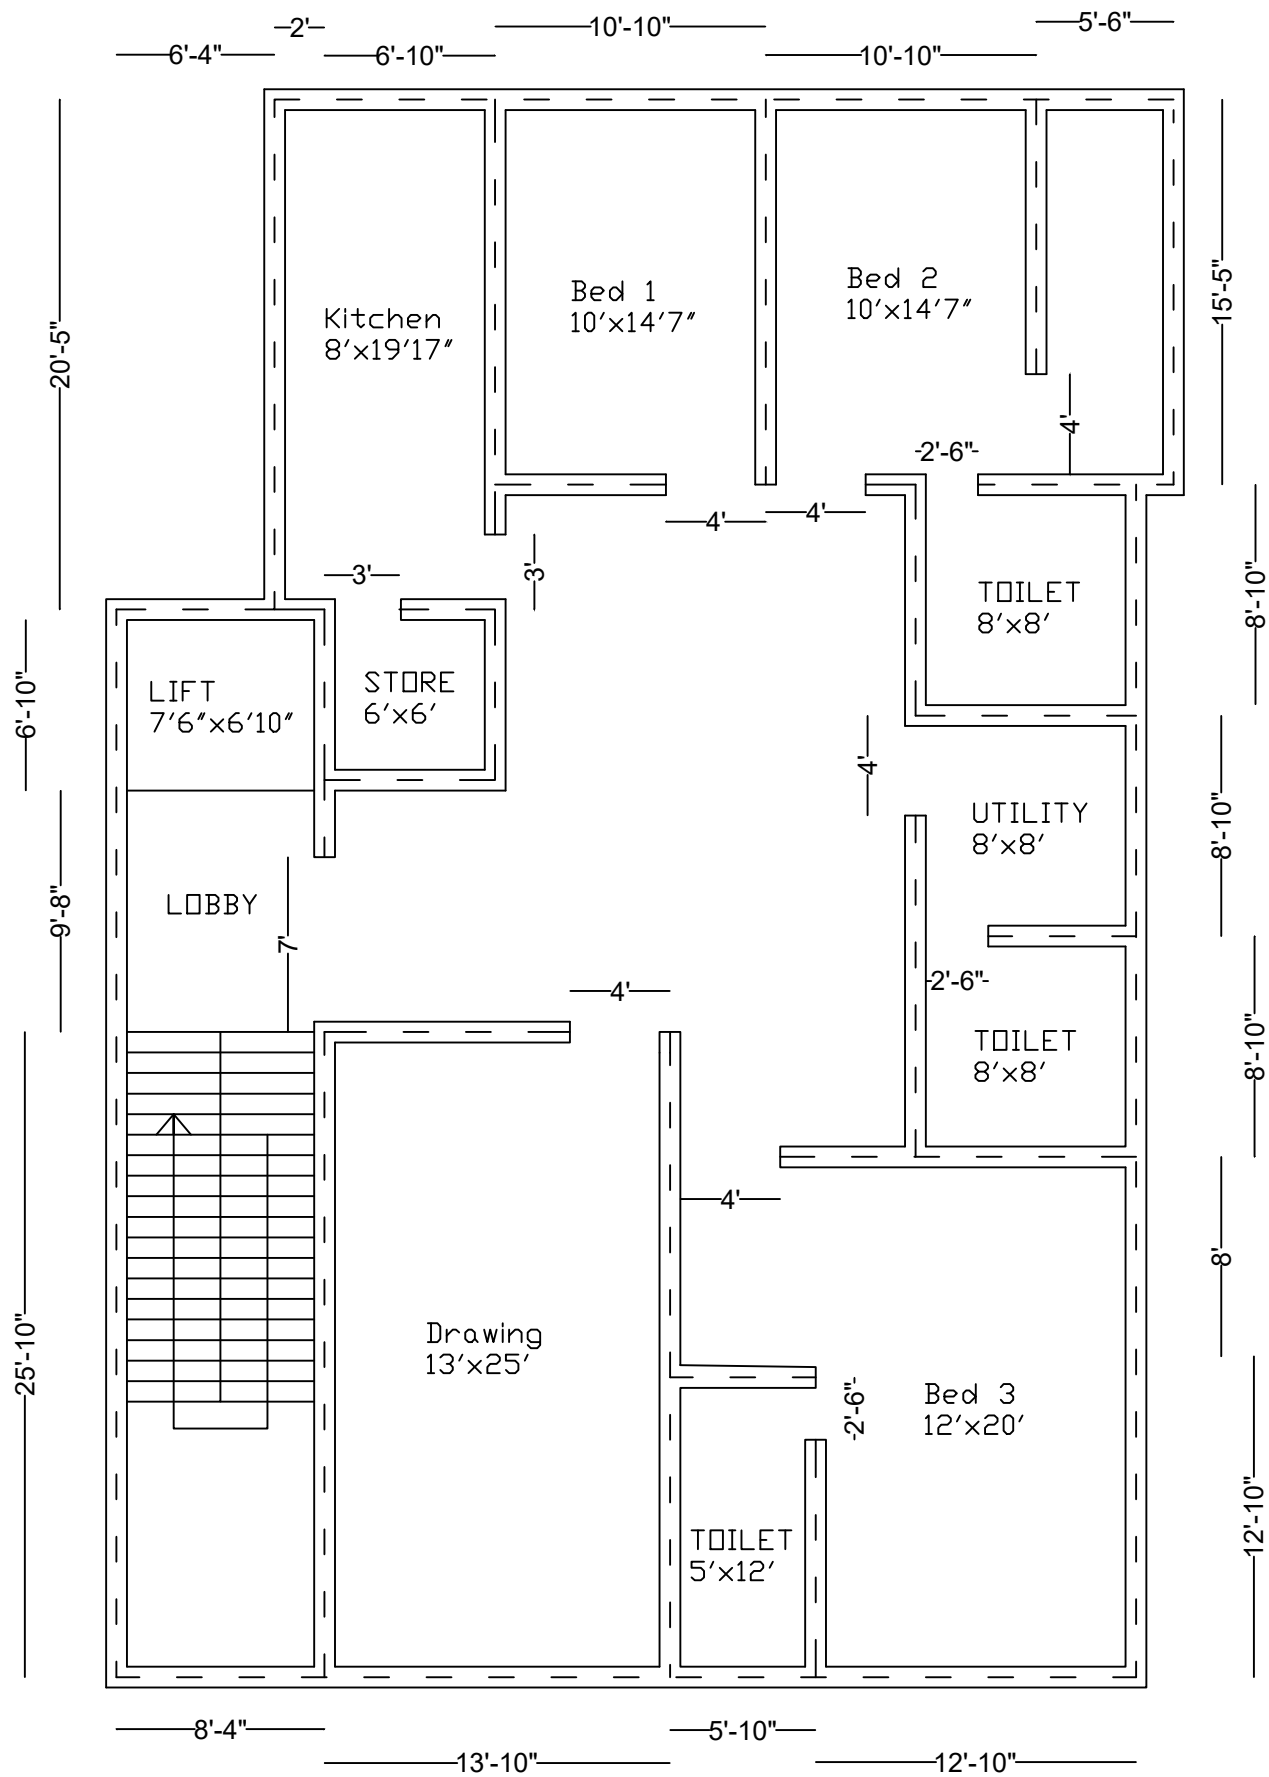 2'
10'-10"
5'-6"
6'-4"
6'-10"
10'-10"
Bed 2
10'x14'7"
Bed 1
10'x14'7"
15'-5"
Kitchen
8'x19'17"
20'-5"
4'
2'-6"
4'
4'
3'
3'
TOILET
8'x8'
8'-10"
STORE
6'x6'
LIFT
7'6"x6'10"
6'-10"
4'
UTILITY
8'x8'
8'-10"
LOBBY
9'-8"
7'
4'
2'-6"
TOILET
8'x8'
8'-10"
4'
8'
Drawing
13'x25'
25'-10"
Bed 3
12'x20'
2'-6"
12'-10"
TOILET
5'x12'
8'-4"
5'-10"
13'-10"
12'-10"